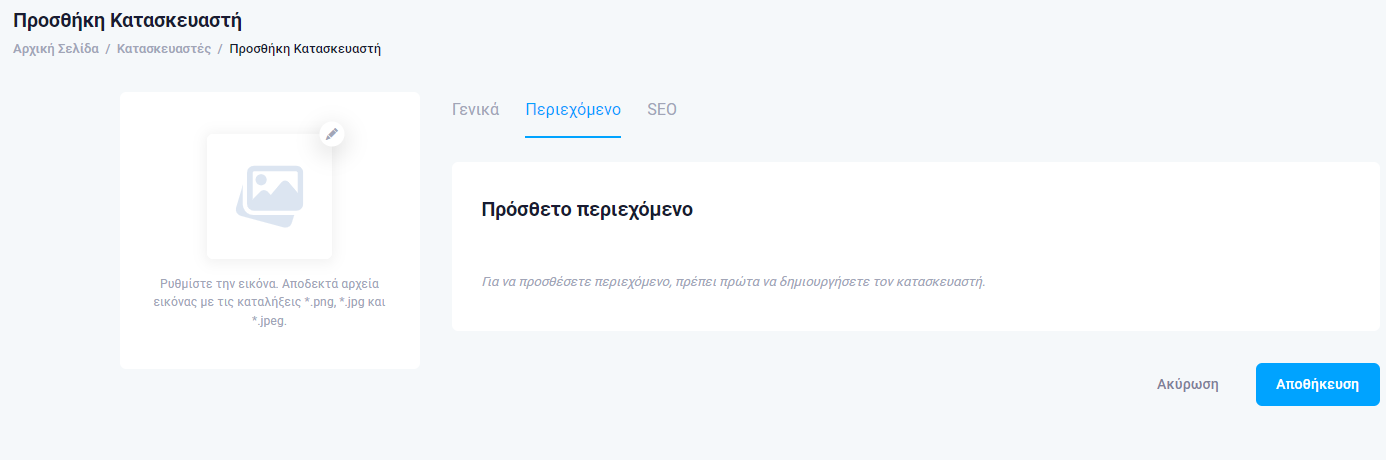 Προσθήκη Κατασκευαστή
Αρχική Σελίδα / Κατασκευαστές / Προσθήκη Κατασκευαστή
Γενικά Περιεχόμενο SEO
Πρόσθετο περιεχόμενο
Για να προσθέσετε περιεχόμενο, πρέπει πρώτα να δημιουργήσετε τον κατασκευαστή.
Ρυθμίστε την εικόνα. Αποδεκτά αρχεία
εικόνας με τις καταλήξεις *.png, *.jpg και
*.jpeg.
Ακύρωση Αποθήκευση